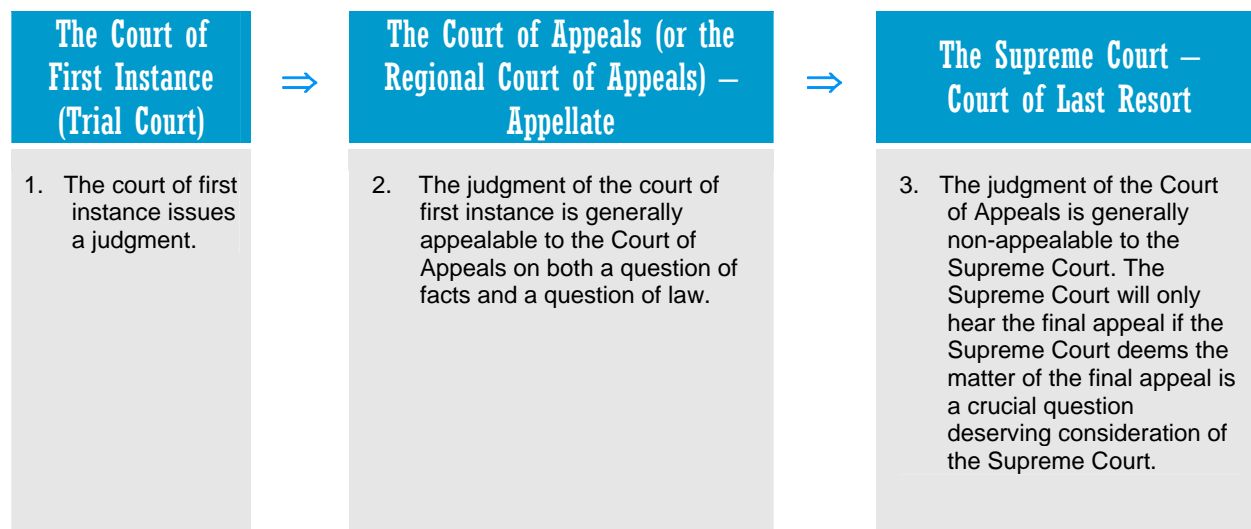 The Court of
First Instance
(Trial Court)
⇒
The Court of Appeals (or the
Regional Court of Appeals) –
Appellate
⇒
The Supreme Court –
Court of Last Resort
1. The court of first
instance issues
a judgment.
2. The judgment of the court of
first instance is generally
appealable to the Court of
Appeals on both a question of
facts and a question of law.
3. The judgment of the Court
of Appeals is generally
non-appealable to the
Supreme Court. The
Supreme Court will only
hear the final appeal if the
Supreme Court deems the
matter of the final appeal is
a crucial question
deserving consideration of
the Supreme Court.